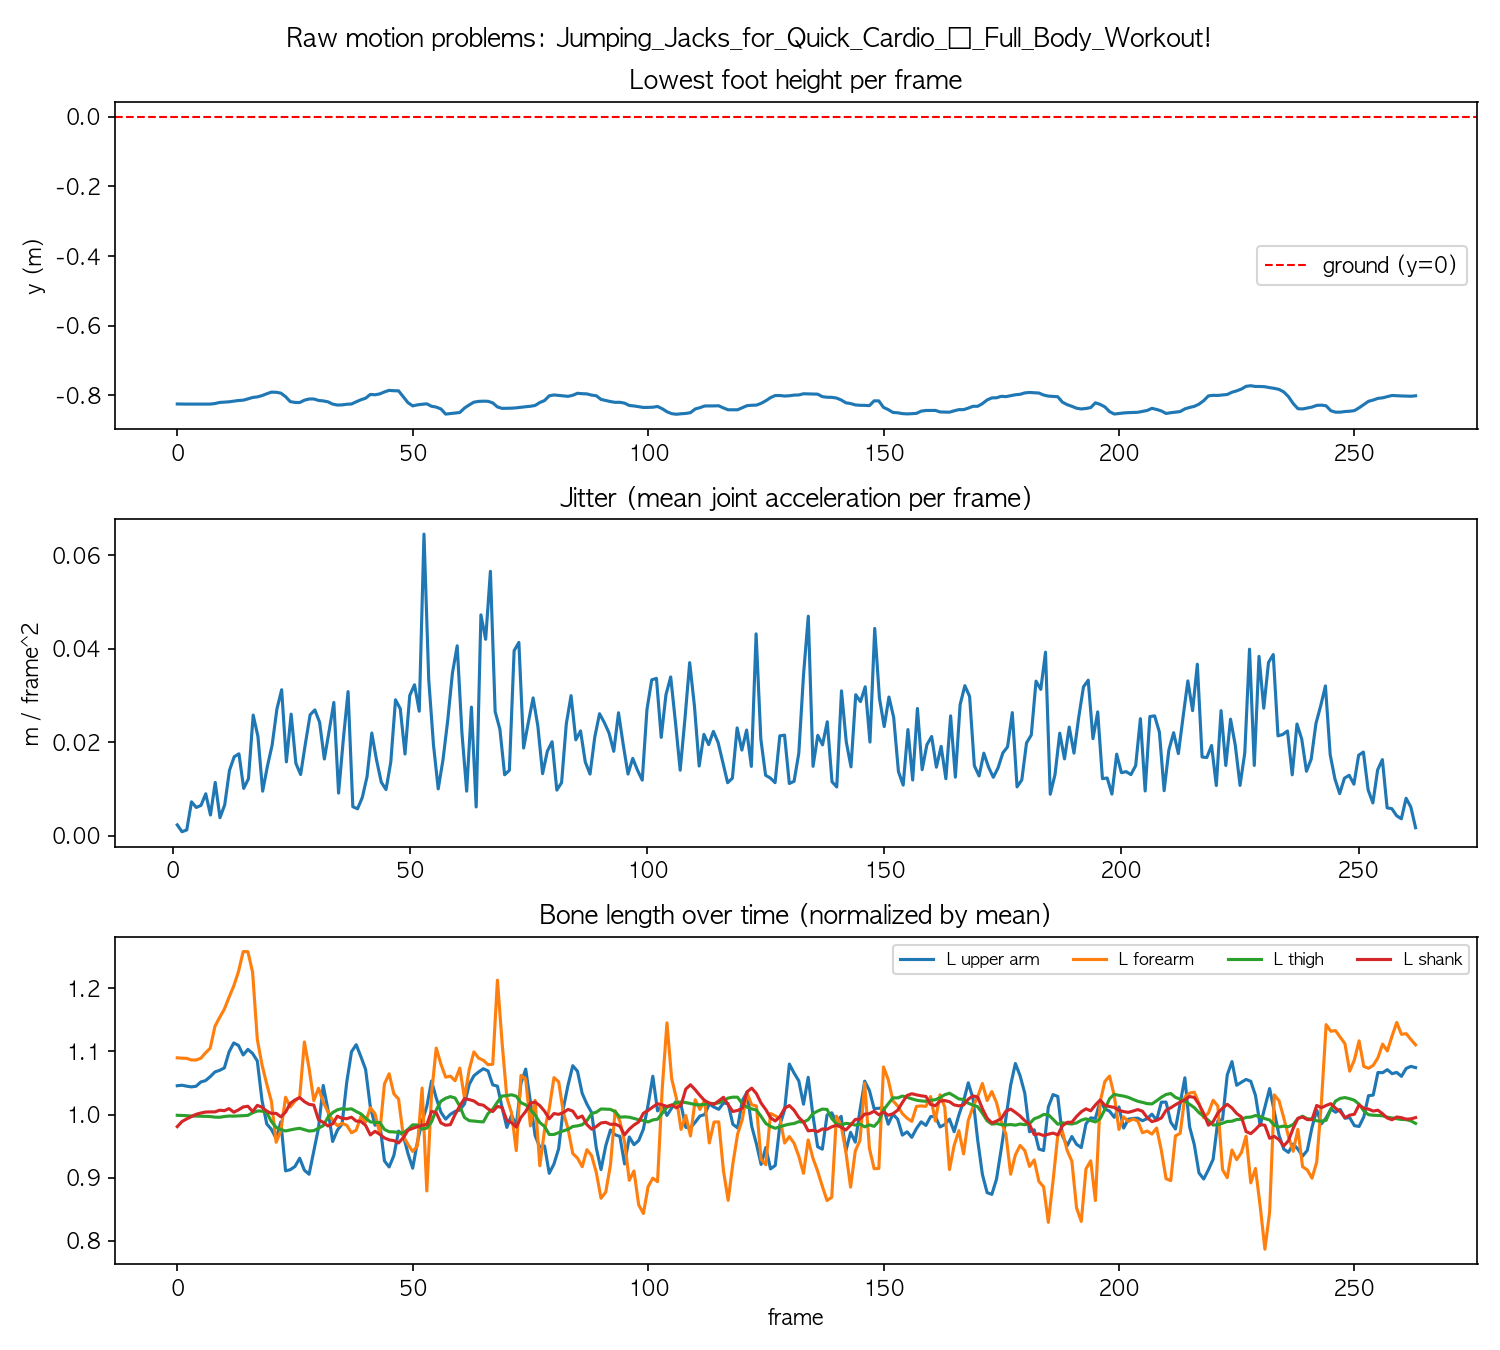 Raw motion problems: Jumping_Jacks_for_Quick_Cardio_□_Full_Body_Workout!
Lowest foot height per frame
0.0
-0.2
-0.4
-0.6
-0.8
y (m)
ground (y=0)
0 50 100 150 200 250
Jitter (mean joint acceleration per frame)
0.06
0.04
0.02
0.00
m / frame^2
0 50 100 150 200 250
Bone length over time (normalized by mean)
L upper arm L forearm L thigh L shank
1.2
1.1
1.0
0.9
0.8
0 50 100 150 200 250
frame